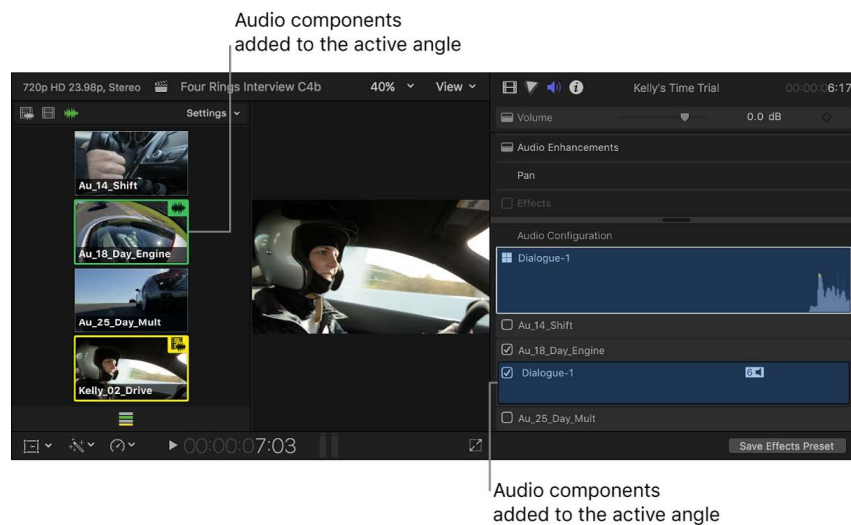 Audio components
added to the active angle
720p HD 23.98p, Stereo Four Rings Interview C4b 40% View Kelly's Time Trial 00:00:06:17
Settings
Volume 0.0 dB
Audio Enhancements
Pan
Effects
Audio Configuration
Dialogue-1
Au_14_Shift
Au_18_Day_Engine
Au_25_Day_Mult
Kelly_02_Drive
Au_14_Shift
Au_18_Day_Engine
Dialogue-1 6
Au_25_Day_Mult
00:00:07:03 Save Effects Preset
Audio components
added to the active angle